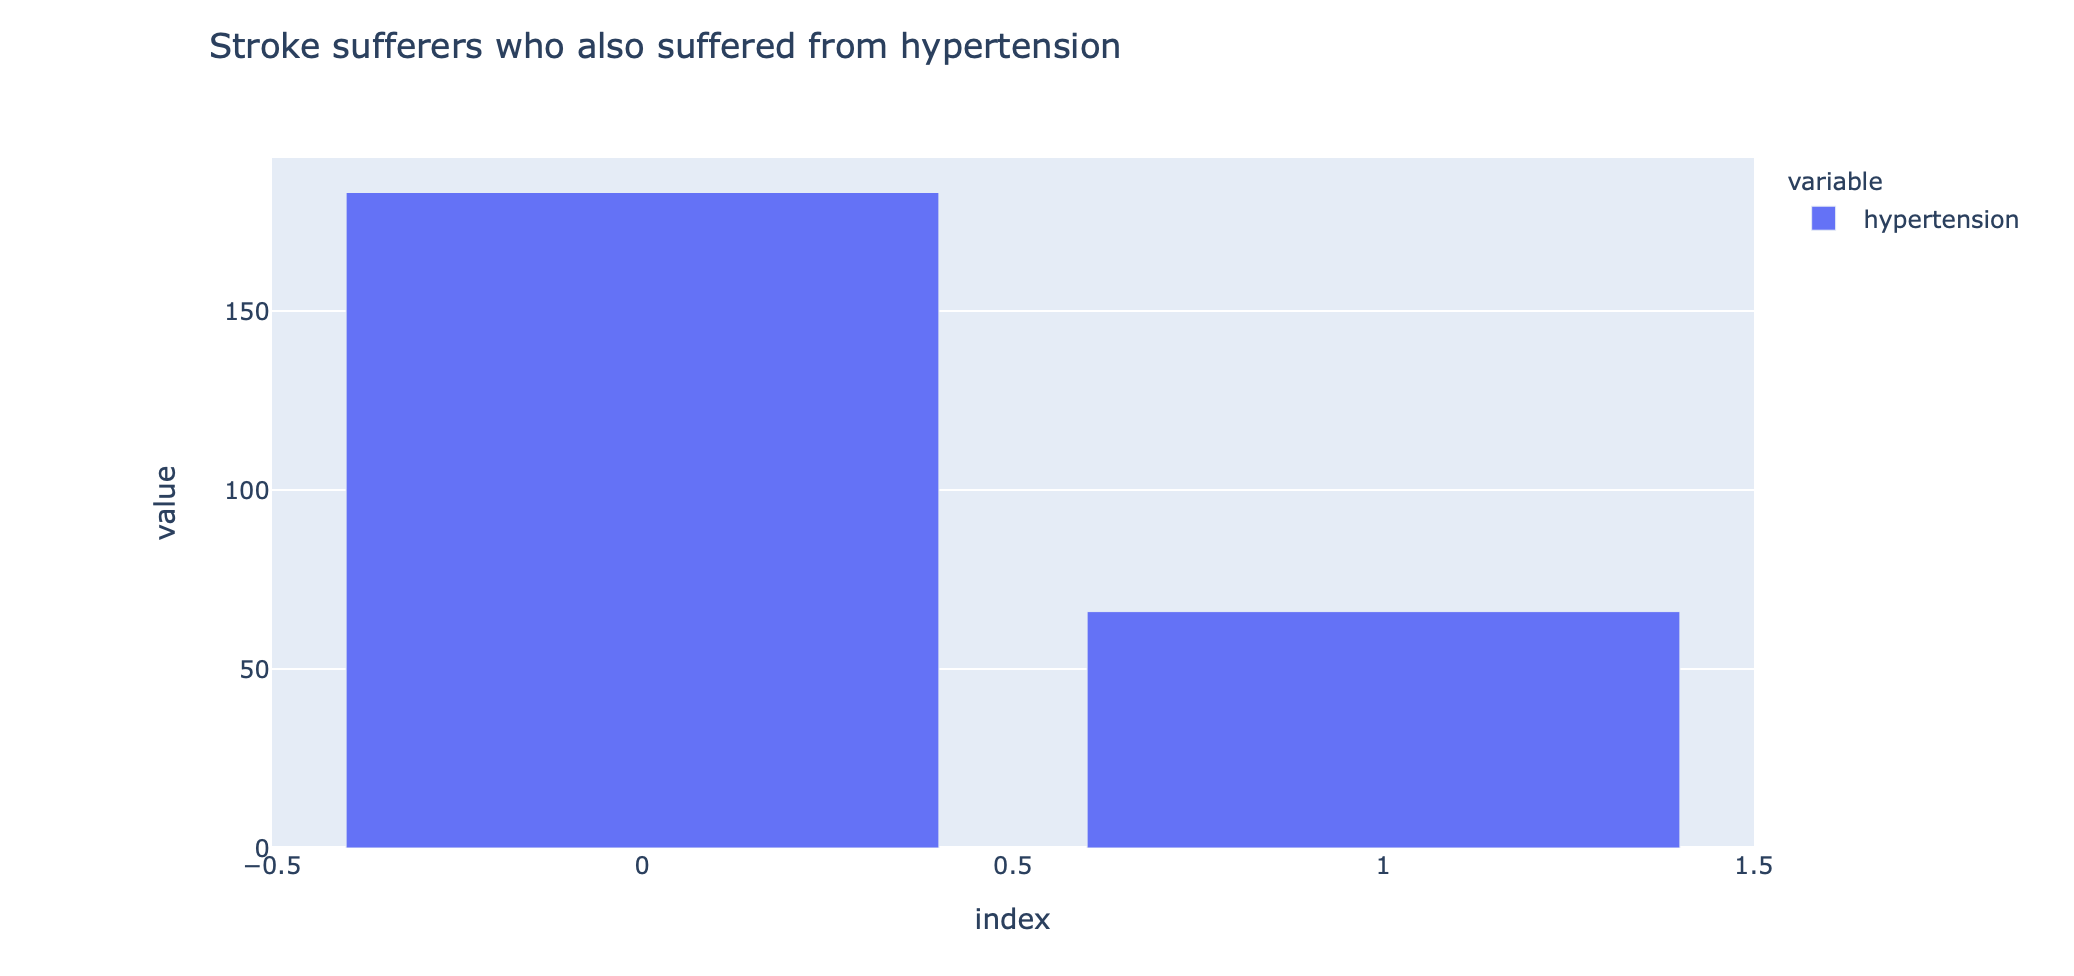 Stroke sufferers who also suffered from hypertension
variable
hypertension
150
100
50
0
value
−0.5
0
0.5
1
1.5
index